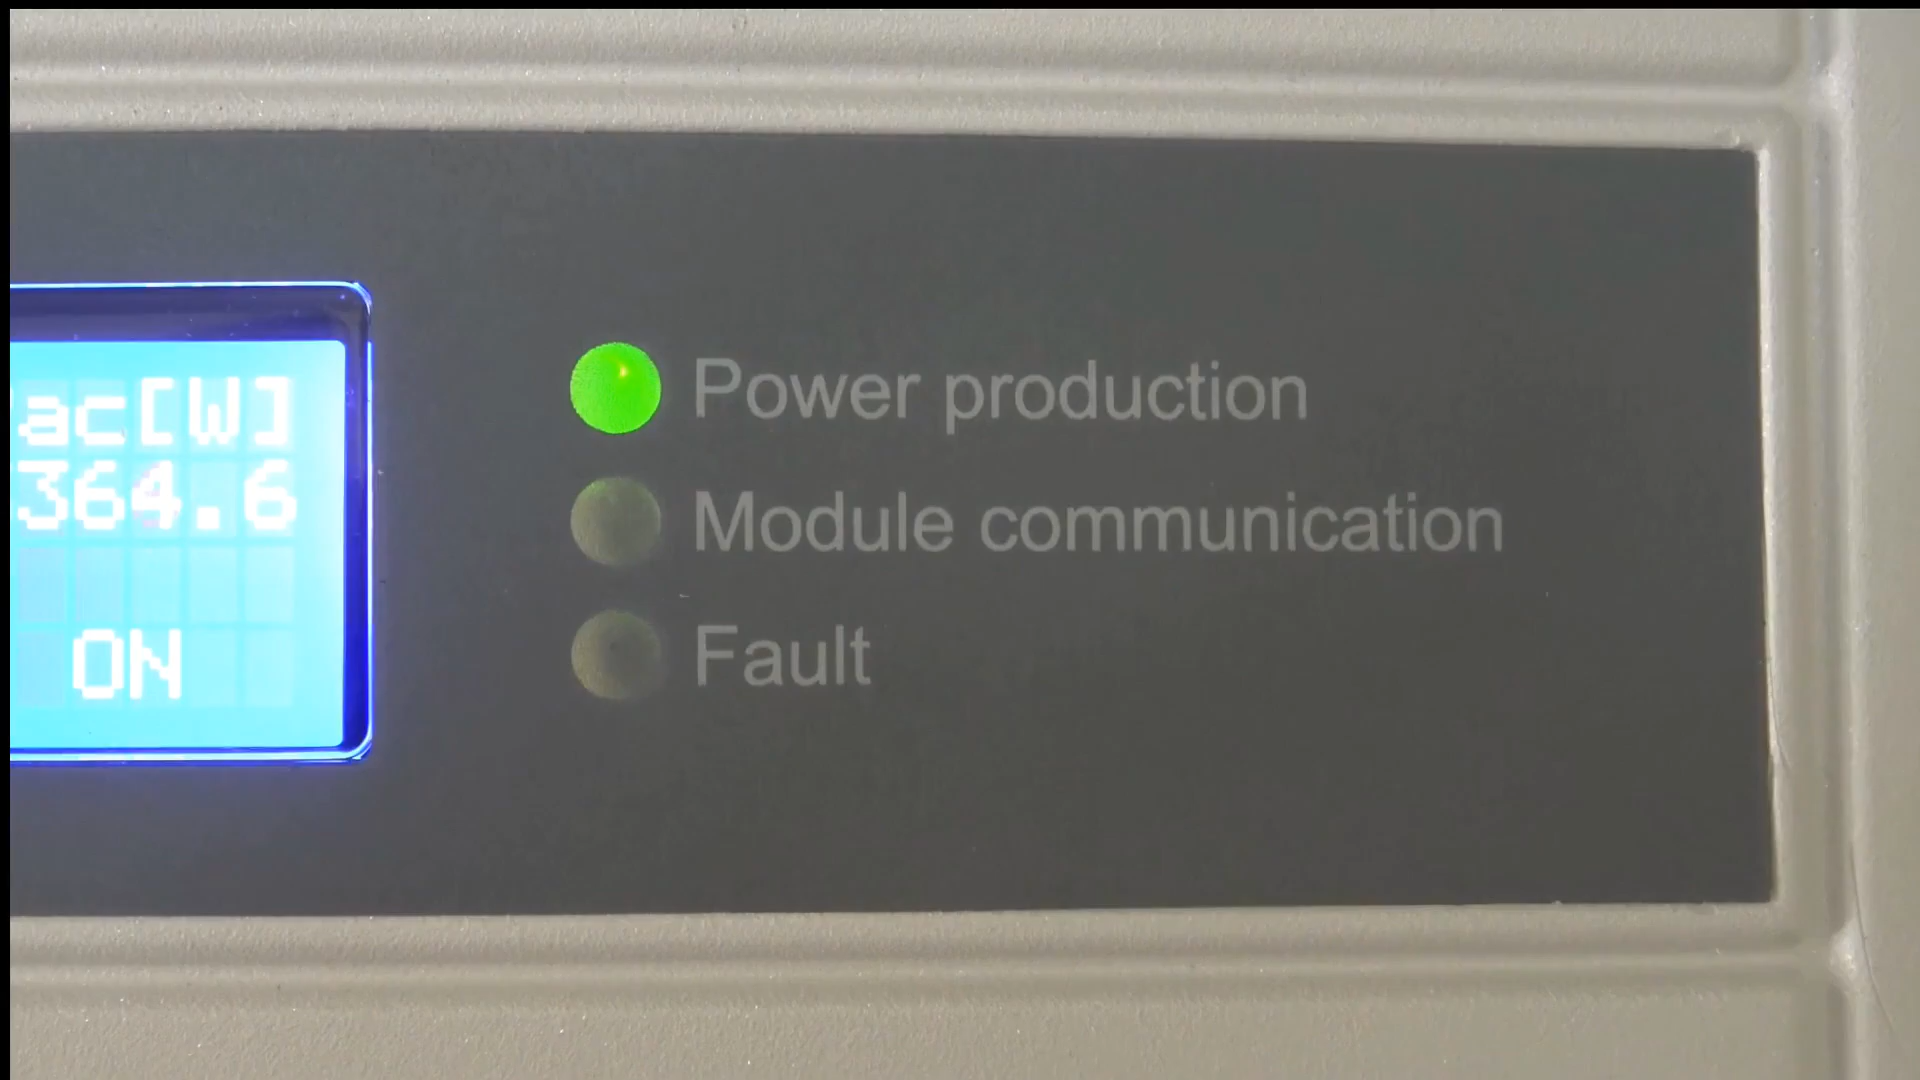 ac[W]
364.6
ON
Power production
Module communication
Fault